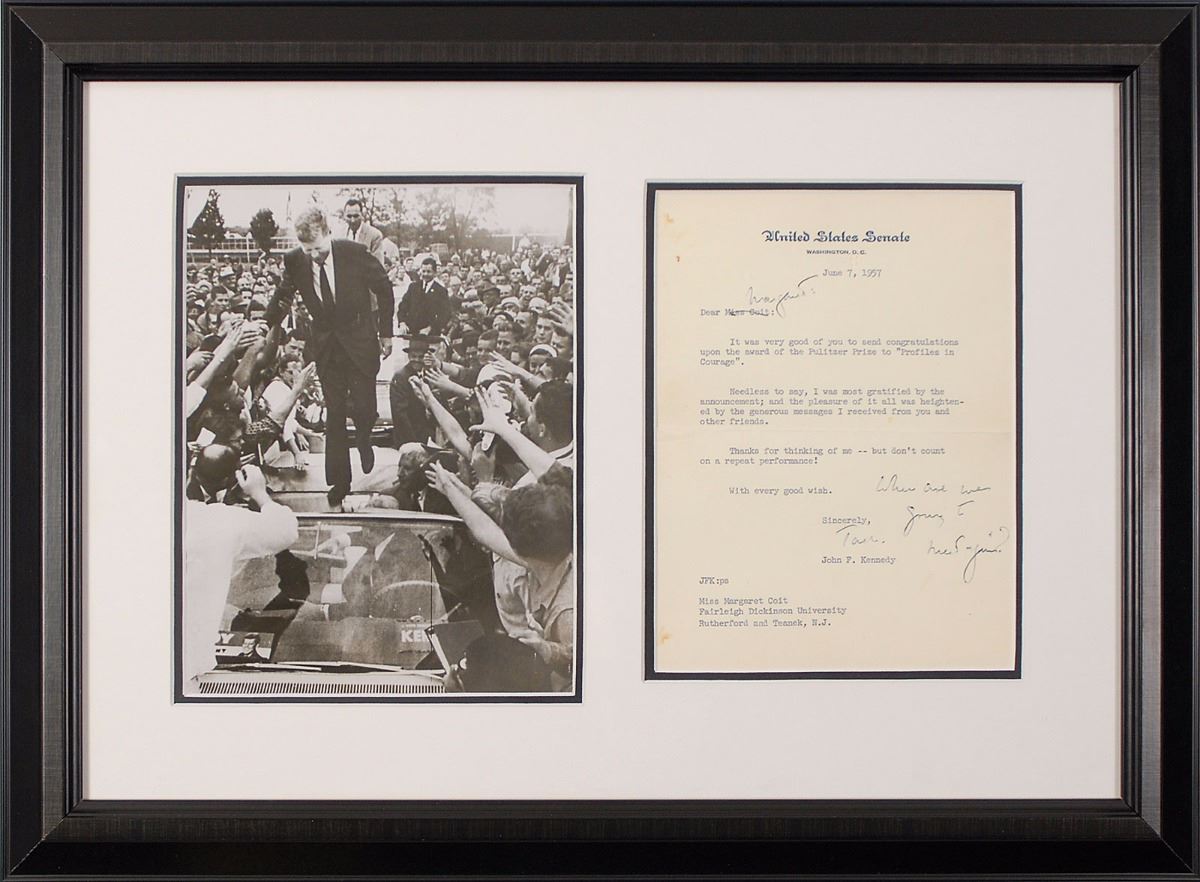 KEN
United States Senate
WASHINGTON, D. C.
June 7, 1957
Margaret:
Dear Miss Coit:
It was very good of you to send congratulations
upon the award of the Pulitzer Prize to "Profiles in
Courage".
Needless to say, I was most gratified by the
announcement; and the pleasure of it all was heighten-
ed by the generous messages I received from you and
other friends.
Thanks for thinking of me -- but don't count
on a repeat performance!
With every good wish.
When are we
going to
meet again?
Sincerely,
John F. Kennedy
JFK:ps
Miss Margaret Coit
Fairleigh Dickinson University
Rutherford and Teanek, N.J.